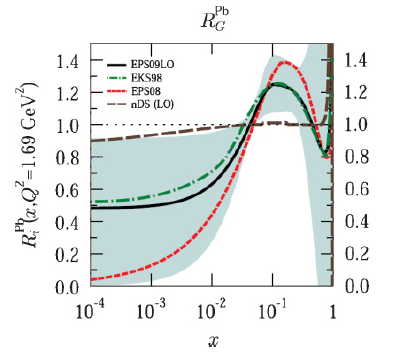 R_G^Pb
R_i^Pb(x,Q^2=1.69 GeV^2)
EPS09LO
EKS98
EPS08
nDS (LO)
1.4 1.4
1.2 1.2
1.0 1.0
0.8 0.8
0.6 0.6
0.4 0.4
0.2 0.2
0.0 0.0
10^-4 10^-3 10^-2 10^-1 1
x